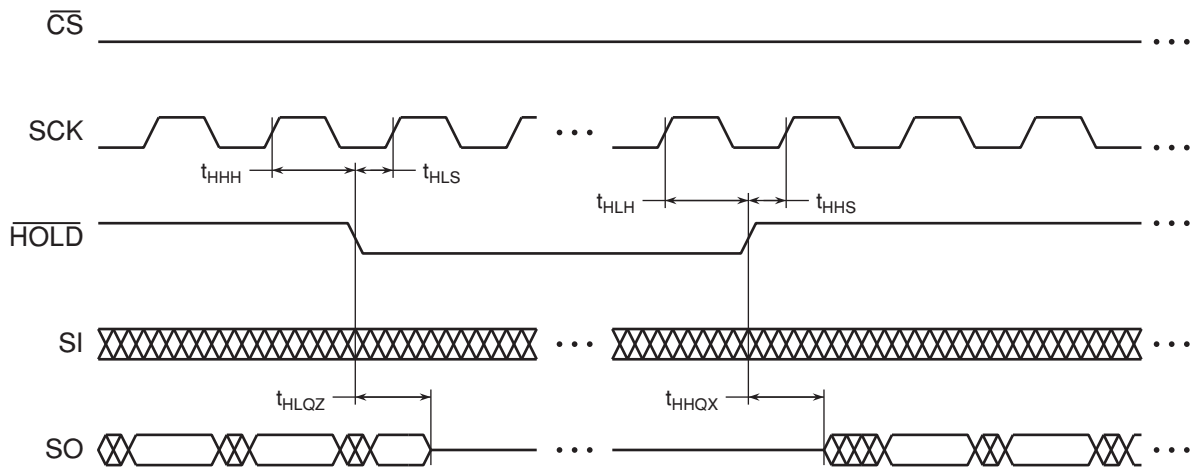 CS
SCK
tHHH
tHLS
tHLH
tHHS
HOLD
SI
tHLQZ
tHHQX
SO